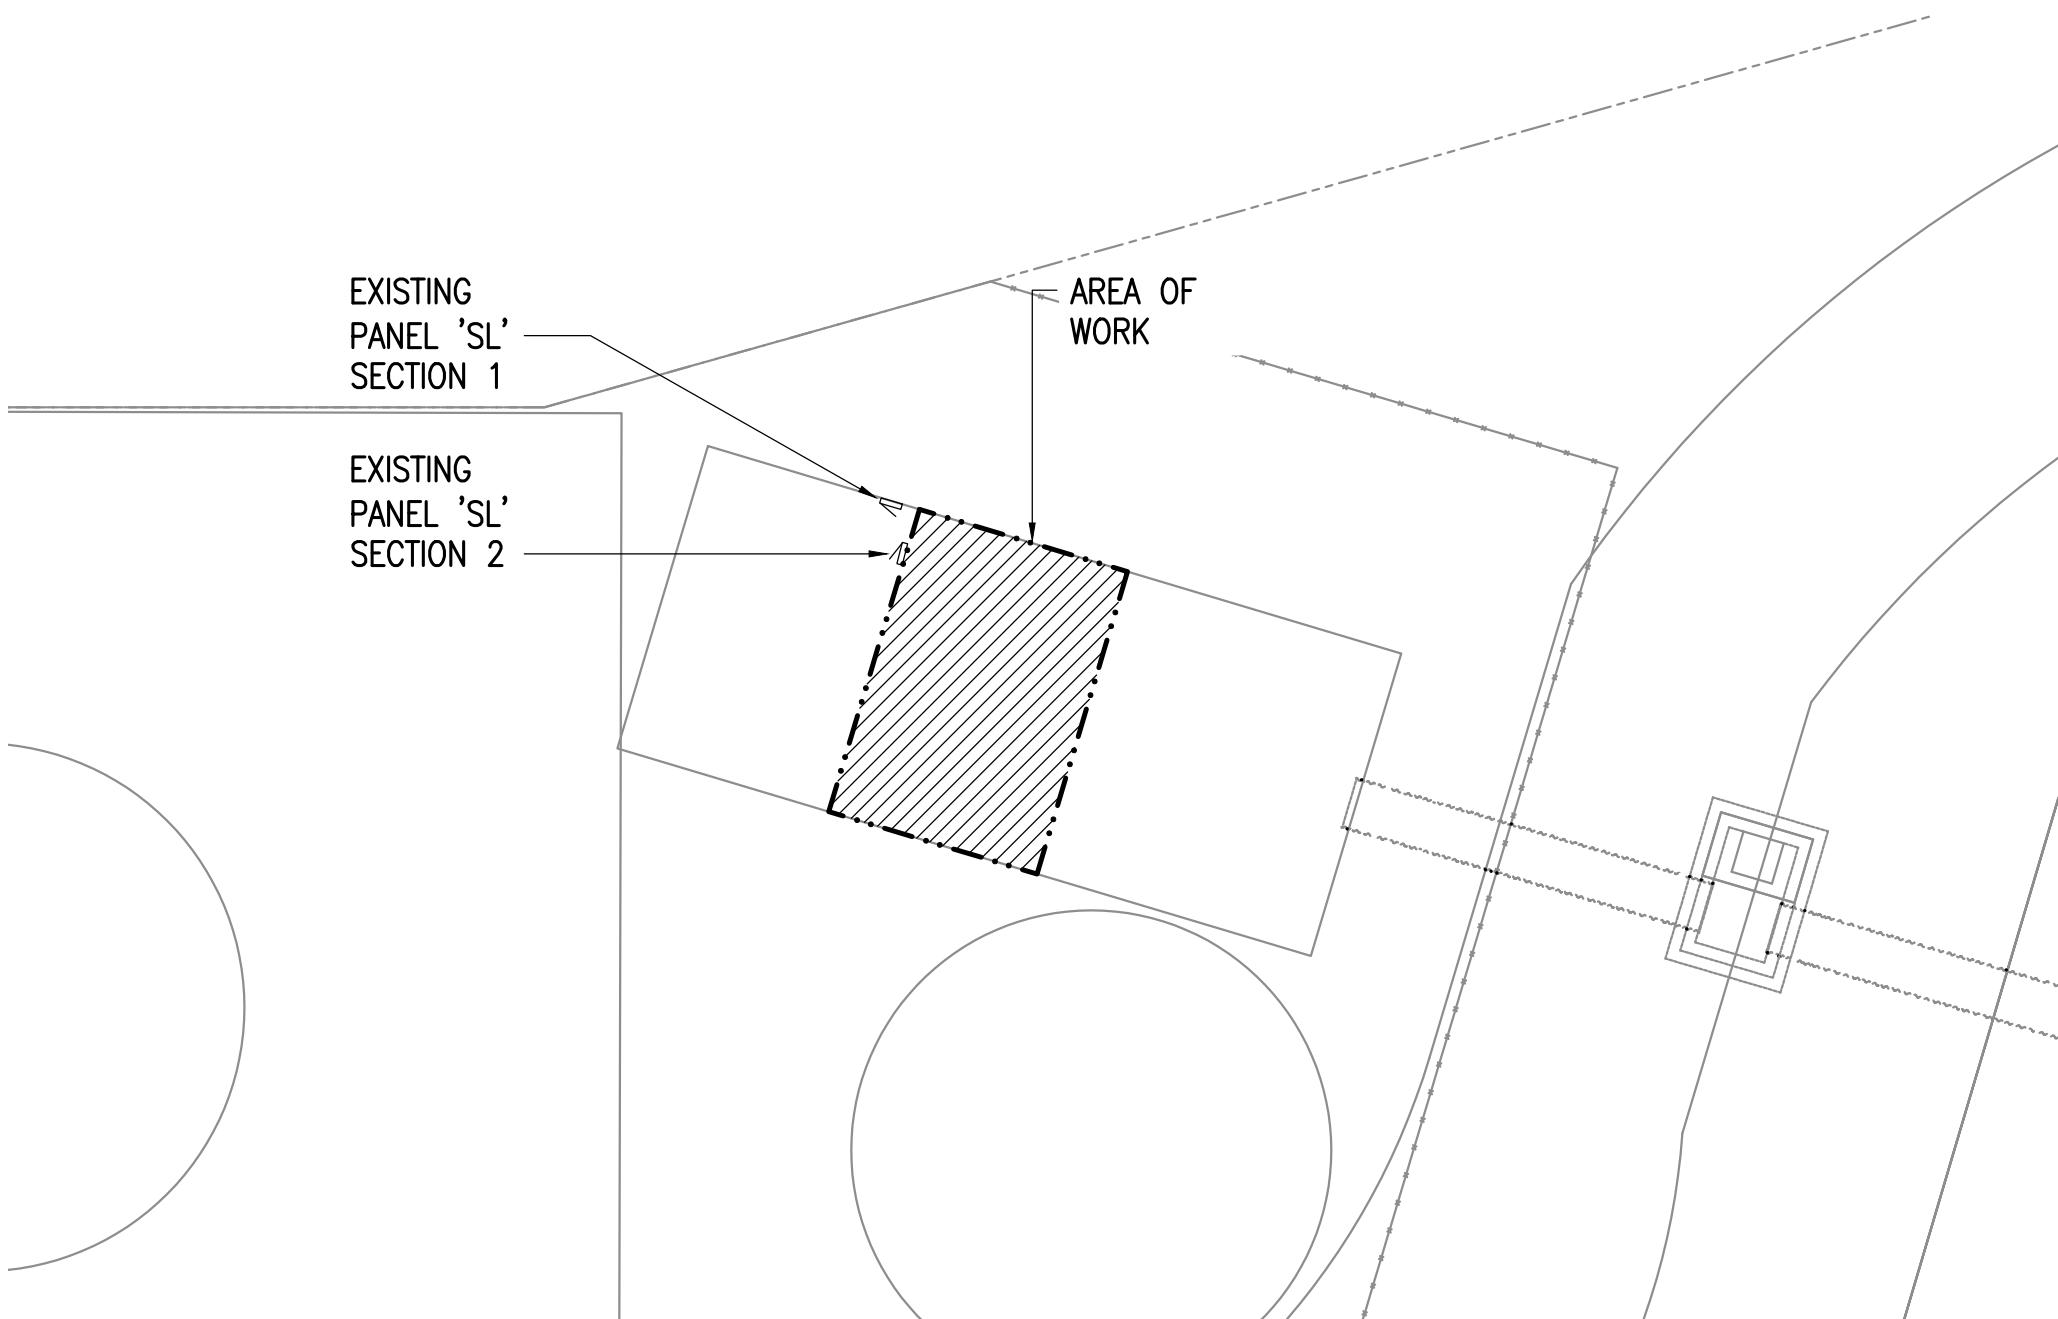 EXISTING
PANEL 'SL'
SECTION 1
AREA OF
WORK
EXISTING
PANEL 'SL'
SECTION 2